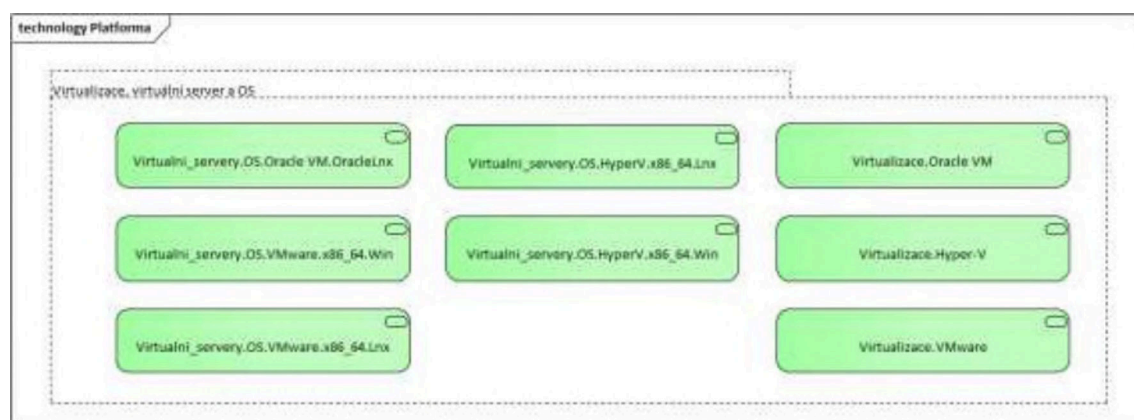 technology Platforma
Virtualizace, virtuální server a OS
Virtualni_servery.OS.Oracle VM.OracleLnx
Virtualni_servery.OS.HyperV.x86_64.Lnx
Virtualizace.Oracle VM
Virtualni_servery.OS.VMware.x86_64.Win
Virtualni_servery.OS.HyperV.x86_64.Win
Virtualizace.Hyper-V
Virtualni_servery.OS.VMware.x86_64.Lnx
Virtualizace.VMware